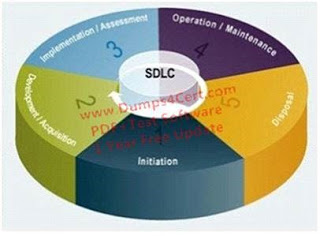 Implementation / Assessment
3
Operation / Maintenance
4
SDLC
Development / Acquisition
2
5
Disposal
www.Dumps4Cert.com
PDF+Text Software
1 Year Free Update
Initiation